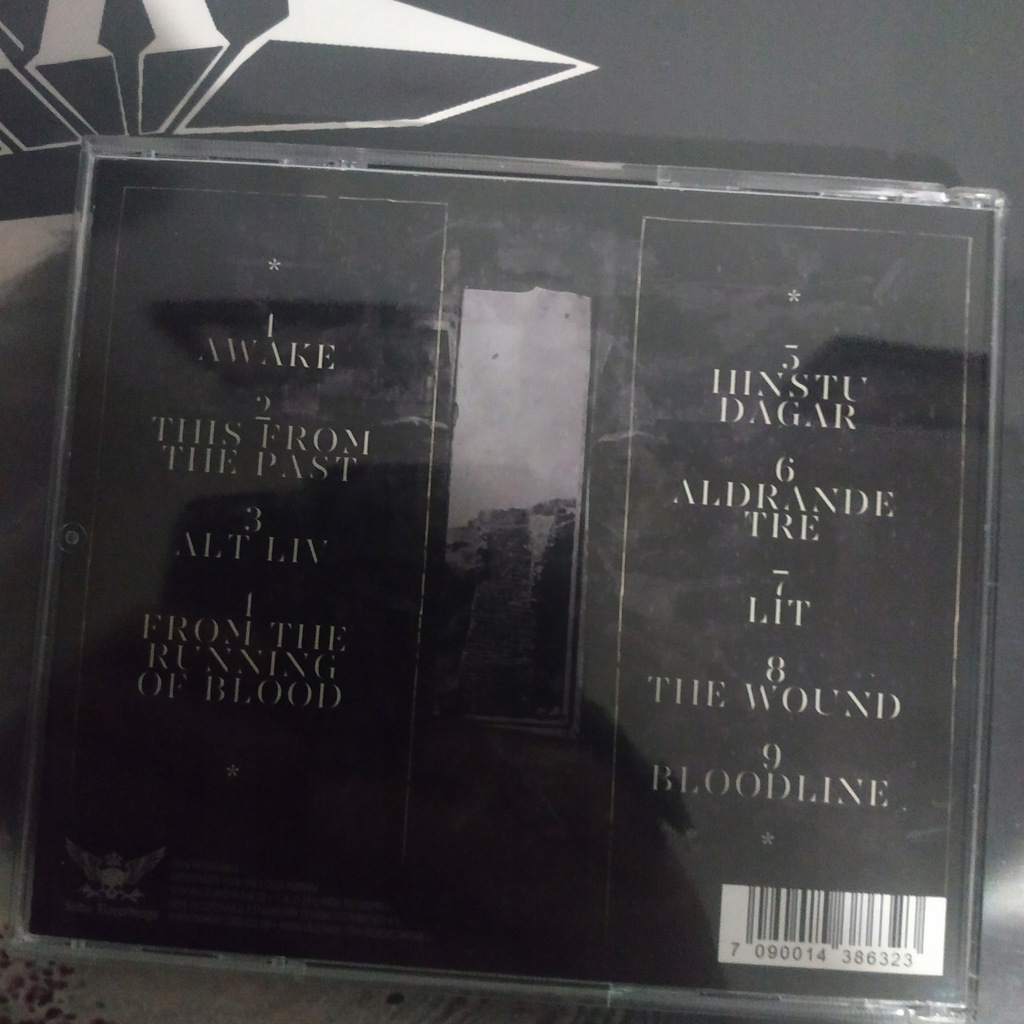 *
1
AWAKE
2
THIS FROM
THE PAST
3
ALT LIV
4
FROM THE
RUNNING
OF BLOOD
*
*
5
HINSTU
DAGAR
6
ALDRANDE
TRE
7
LIT
8
THE WOUND
9
BLOODLINE
*
7 090014 386323